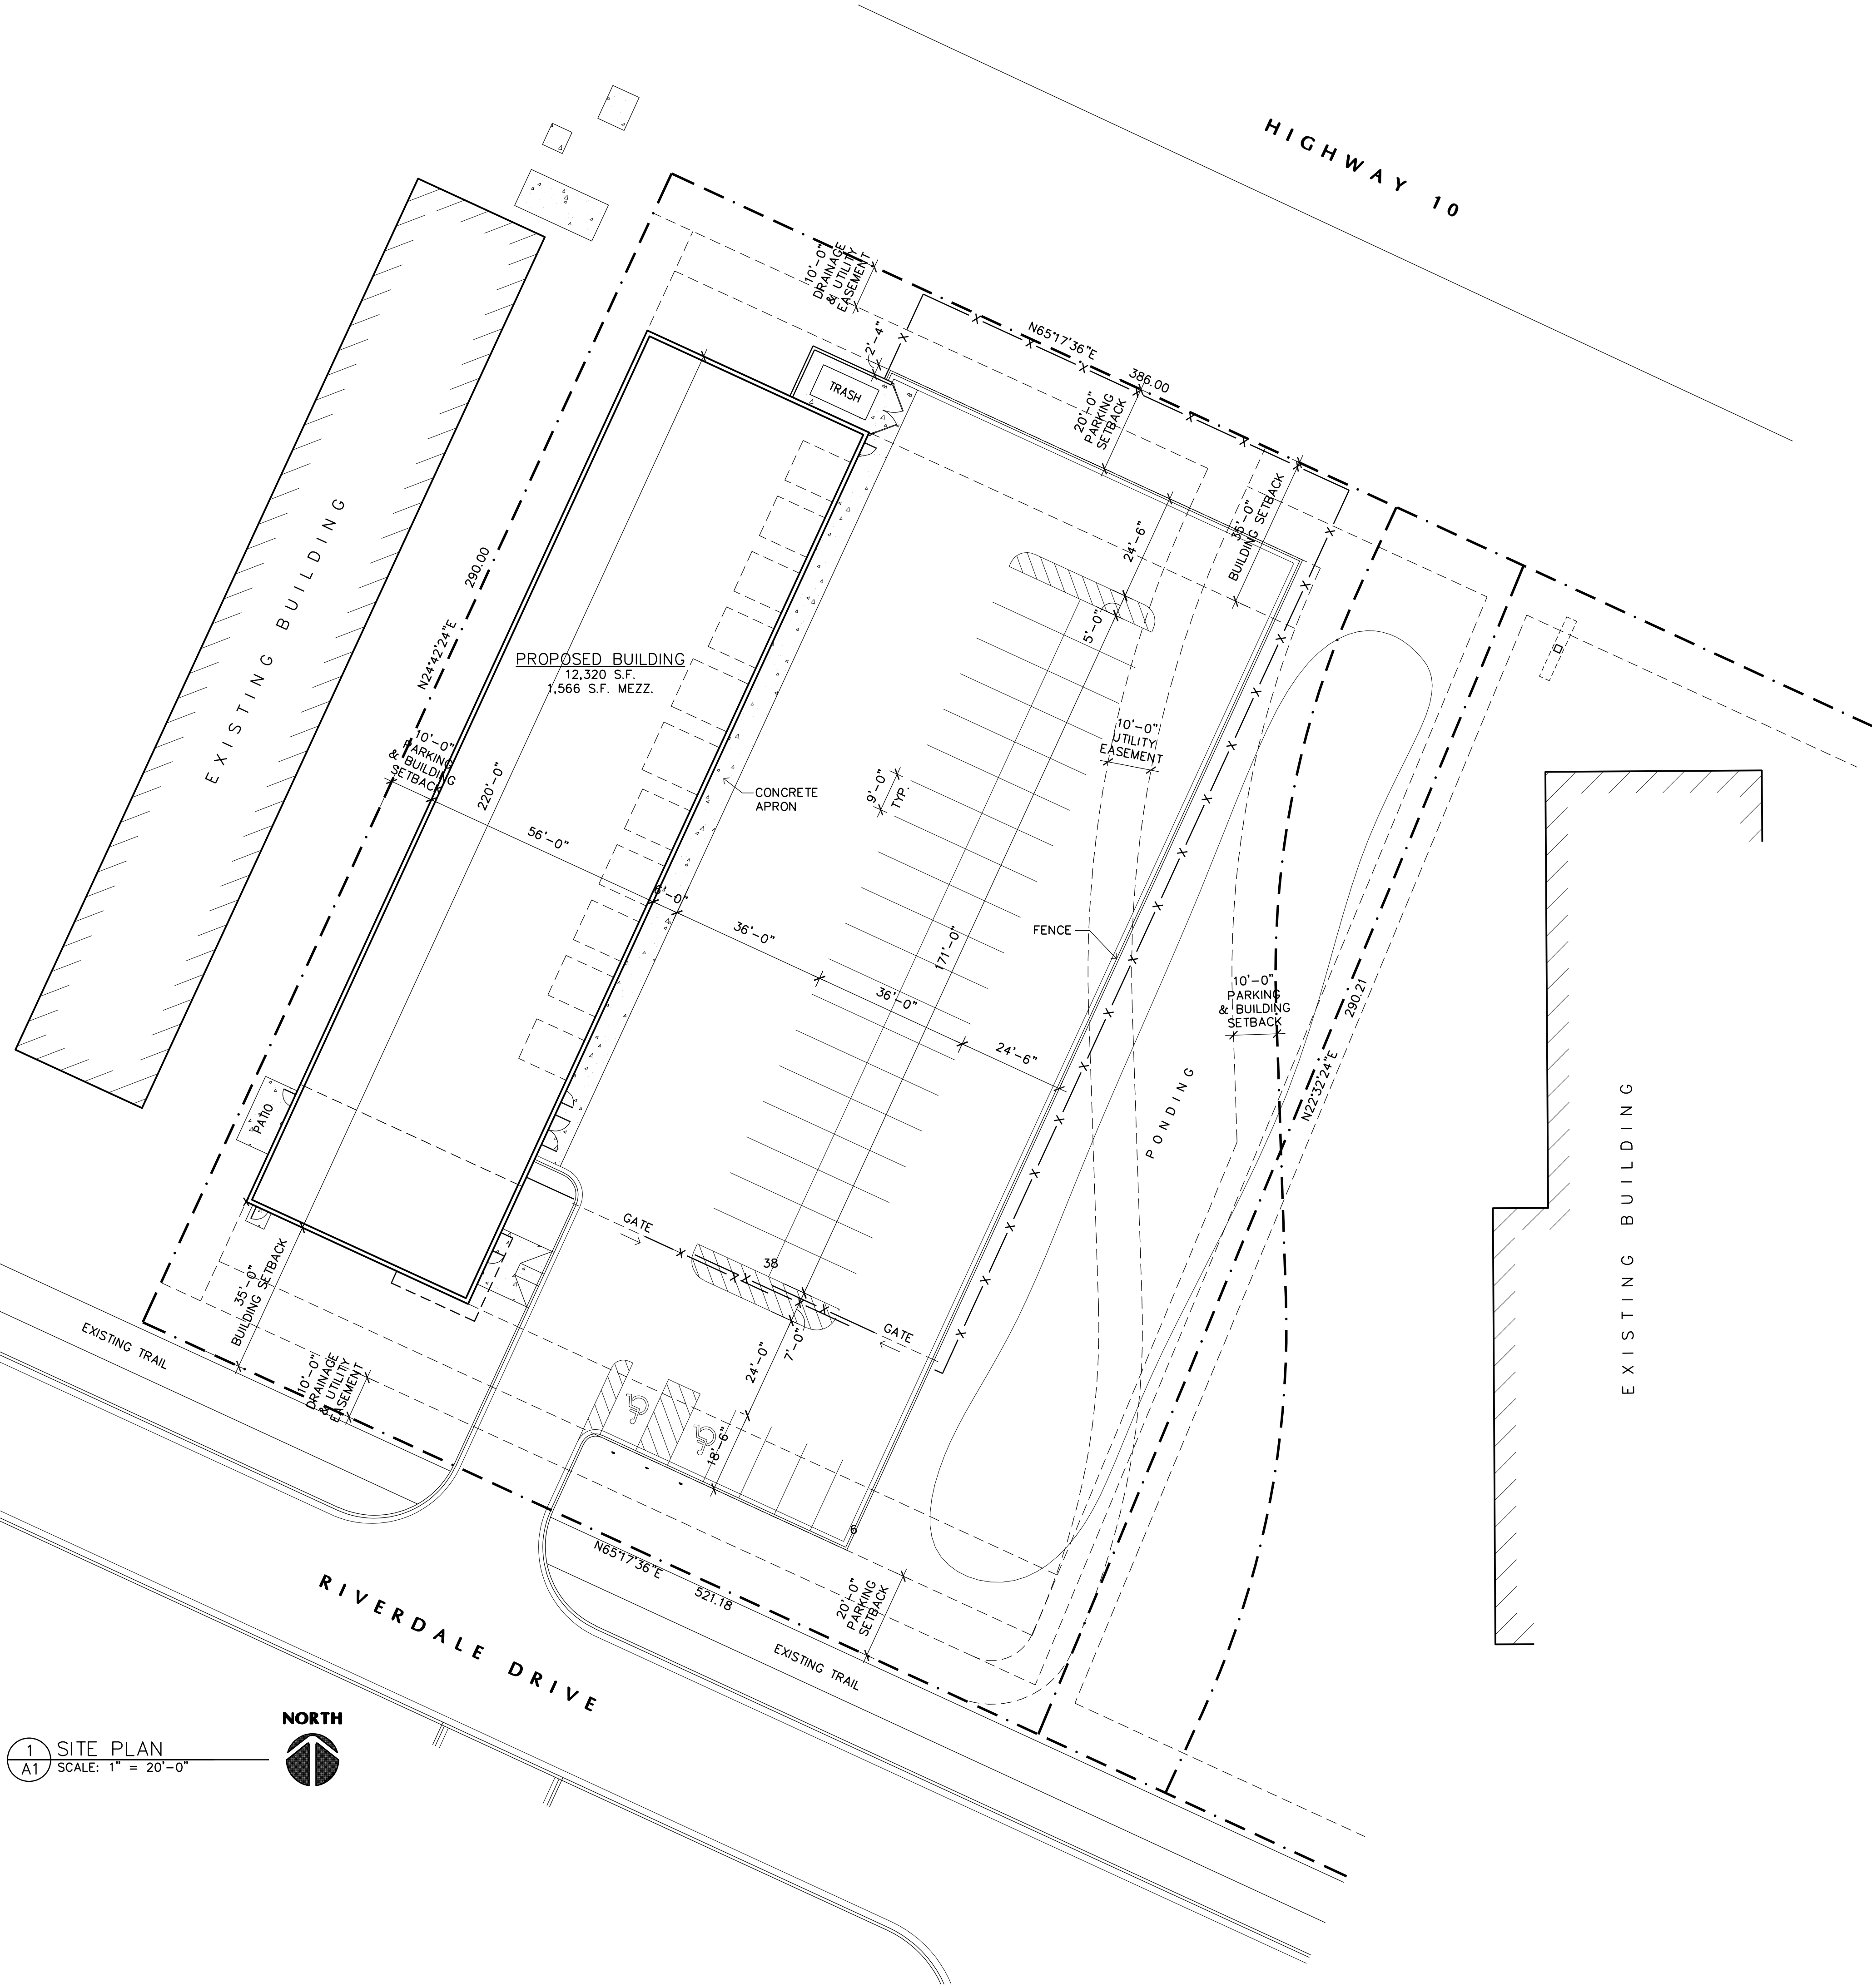 HIGHWAY 10
10'-0"
DRAINAGE
& UTILITY
EASEMENT
N65°17'36"E
386.00
2'-4"
TRASH
20'-0"
PARKING
SETBACK
35'-0"
BUILDING SETBACK
24'-6"
5'-0"
EXISTING BUILDING
290.00
N24°42'24"E
PROPOSED BUILDING
12,320 S.F.
1,566 S.F. MEZZ.
10'-0"
PARKING
& BUILDING
SETBACK
220'-0"
CONCRETE
APRON
9'-0"
TYP.
10'-0"
UTILITY
EASEMENT
56'-0"
36'-0"
36'-0"
24'-6"
171'-0"
FENCE
10'-0"
PARKING
& BUILDING
SETBACK
290.21
N22°32'24"E
PONDING
EXISTING BUILDING
PATIO
GATE
38
GATE
7'-0"
24'-0"
18'-6"
6
35'-0"
BUILDING SETBACK
10'-0"
DRAINAGE
& UTILITY
EASEMENT
EXISTING TRAIL
N65°17'36"E
521.18
20'-0"
PARKING
SETBACK
EXISTING TRAIL
RIVERDALE DRIVE
NORTH
1
A1
SITE PLAN
SCALE: 1" = 20'-0"